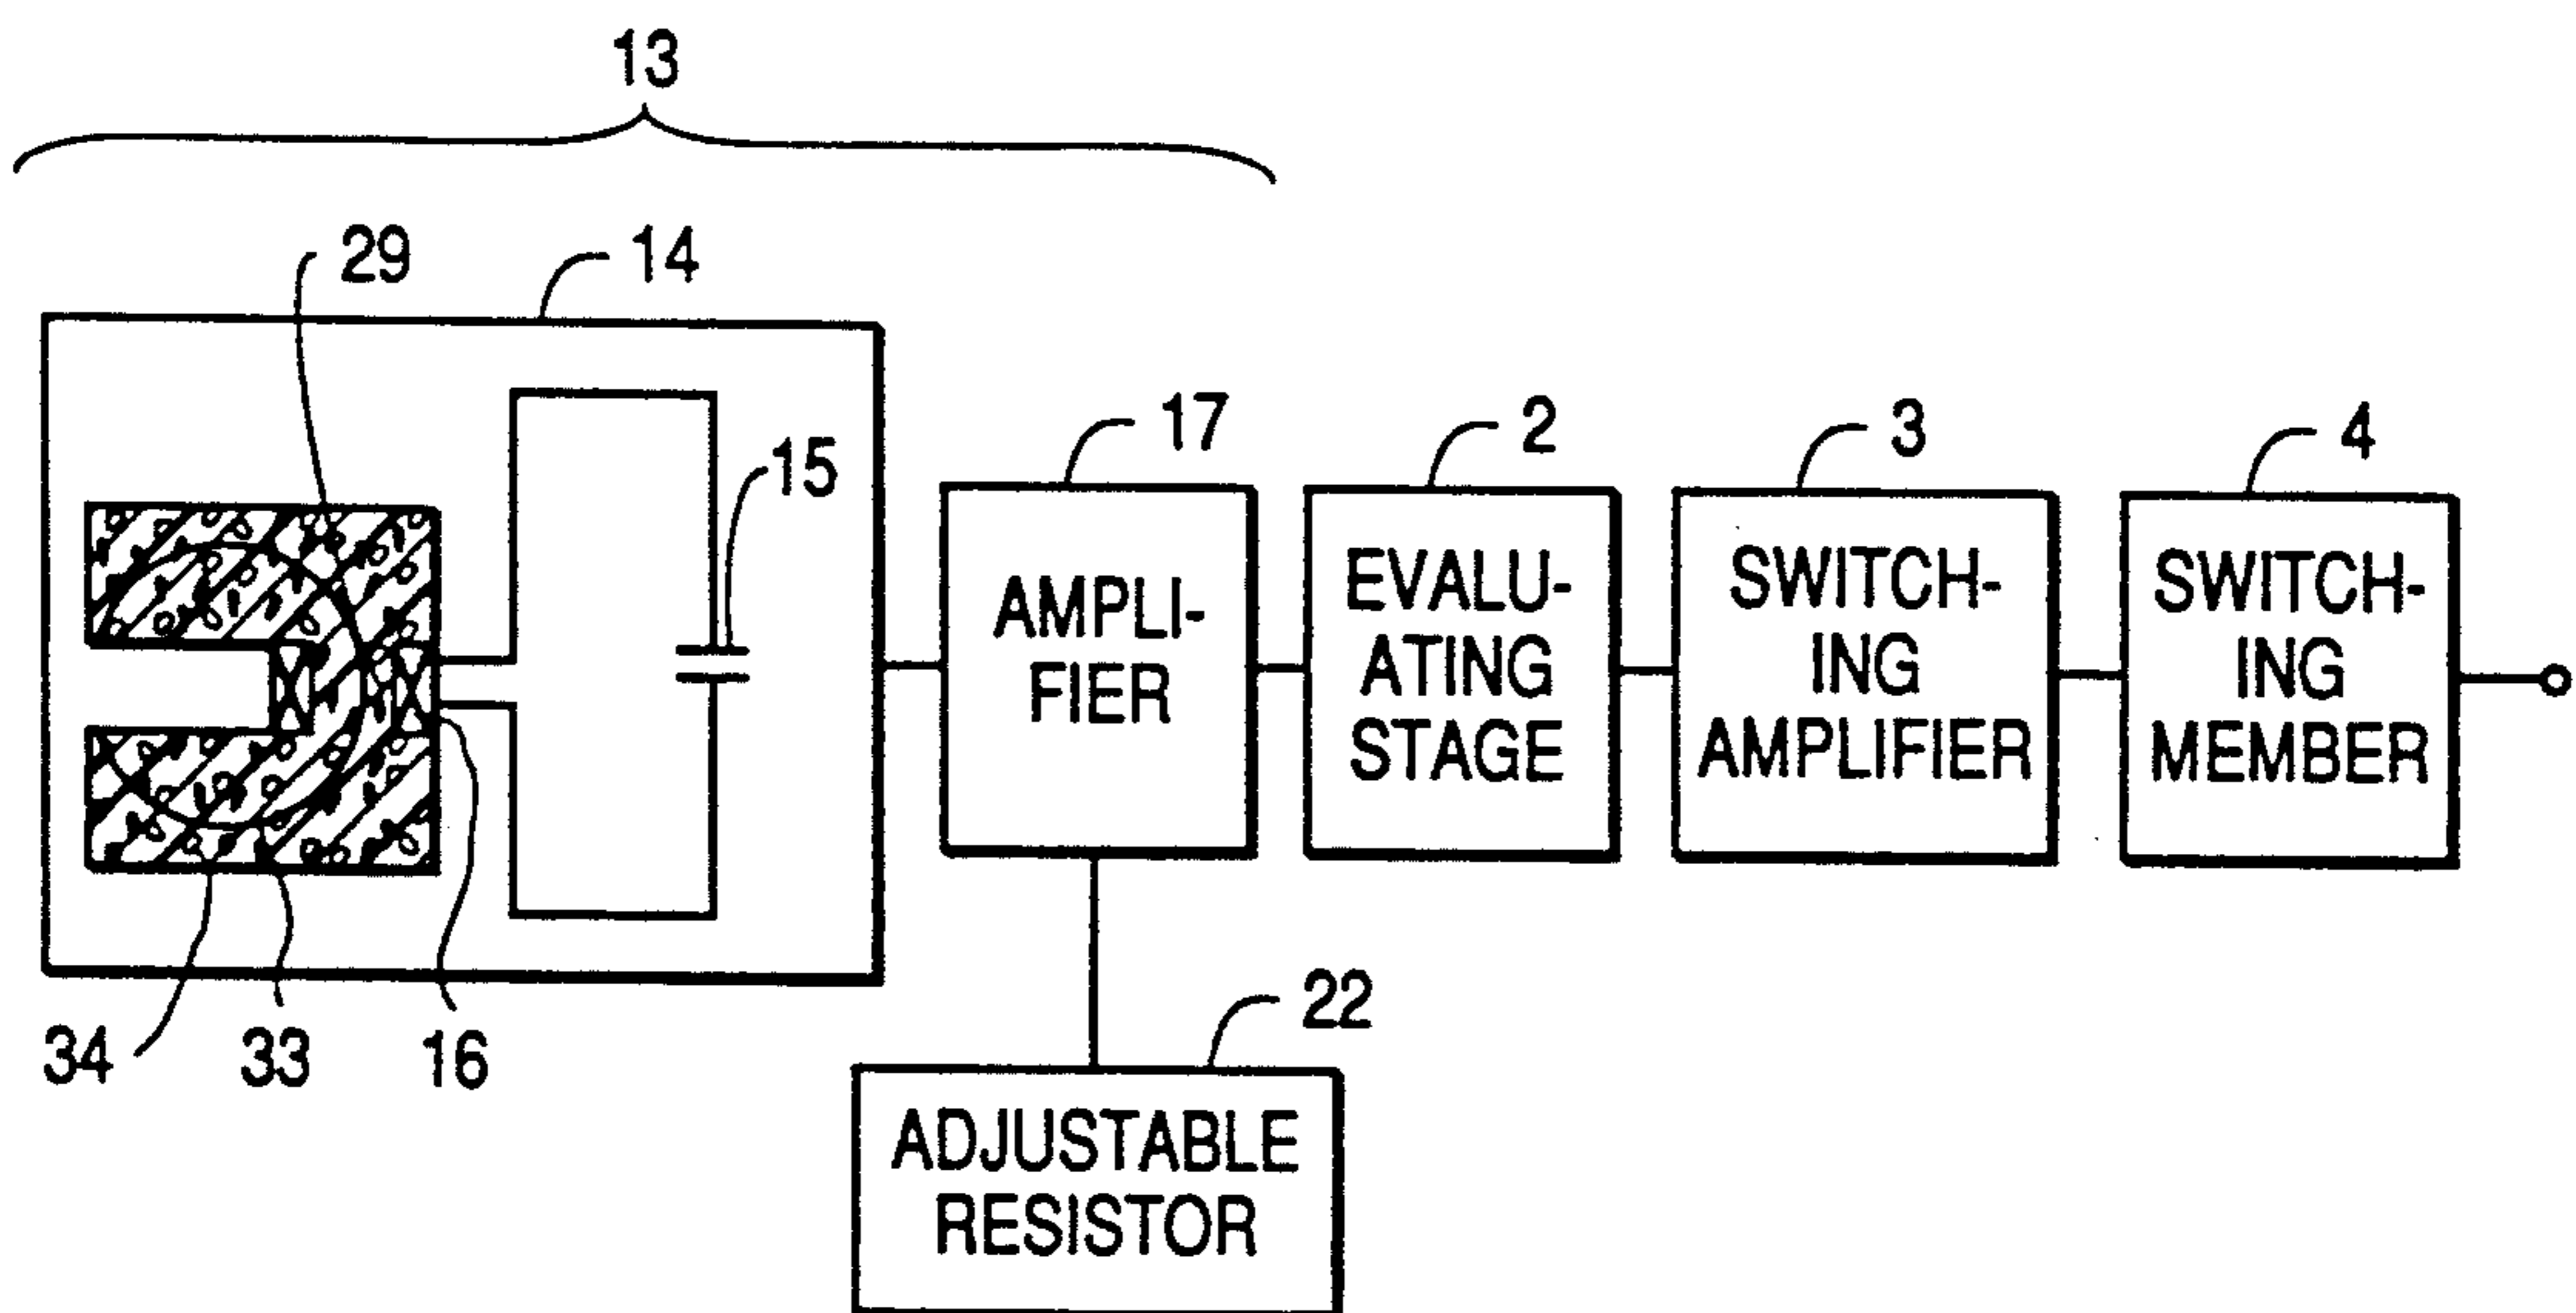 13
29
14
15
17
2
3
4
AMPLI-
FIER
EVALU-
ATING
STAGE
SWITCH-
ING
AMPLIFIER
SWITCH-
ING
MEMBER
34
33
16
22
ADJUSTABLE
RESISTOR